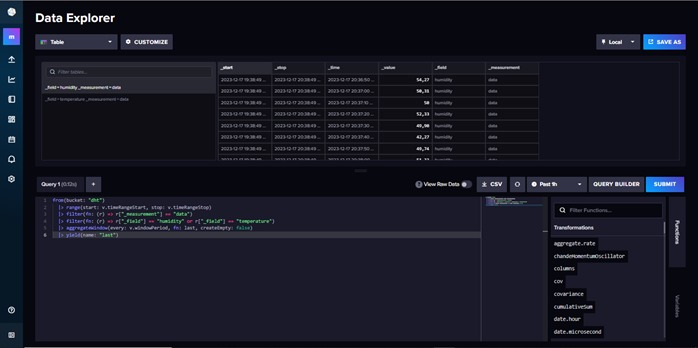 Data Explorer
Table
CUSTOMIZE
Local
SAVE AS
m
Filter series...
_field = humidity _measurement = data
_field = temperature _measurement = data
_start _stop _time _value _field _measurement
2023-12-17 19:38:49 ... 2023-12-17 20:38:49 ... 2023-12-17 20:36:50 ... 54,27 humidity data
2023-12-17 19:38:49 ... 2023-12-17 20:38:49 ... 2023-12-17 20:37:00 ... 50,31 humidity data
2023-12-17 19:38:49 ... 2023-12-17 20:38:49 ... 2023-12-17 20:37:10 ... 50 humidity data
2023-12-17 19:38:49 ... 2023-12-17 20:38:49 ... 2023-12-17 20:37:20 ... 52,33 humidity data
2023-12-17 19:38:49 ... 2023-12-17 20:38:49 ... 2023-12-17 20:37:30 ... 49,90 humidity data
2023-12-17 19:38:49 ... 2023-12-17 20:38:49 ... 2023-12-17 20:37:40 ... 42,27 humidity data
2023-12-17 19:38:49 ... 2023-12-17 20:38:49 ... 2023-12-17 20:37:50 ... 49,74 humidity data
Query 1 (0.12s)
+
View Raw Data
CSV
Past 1h
QUERY BUILDER
SUBMIT
1 from(bucket: "dht")
2 |> range(start: v.timeRangeStart, stop: v.timeRangeStop)
3 |> filter(fn: (r) => r["_measurement"] == "data")
4 |> filter(fn: (r) => r["_field"] == "humidity" or r["_field"] == "temperature")
5 |> aggregateWindow(every: v.windowPeriod, fn: last, createEmpty: false)
6 |> yield(name: "last")
Filter Functions...
Transformations
aggregate.rate
chandeMomentumOscillator
columns
cov
covariance
cumulativeSum
date.hour
date.microsecond
Functions
Variables